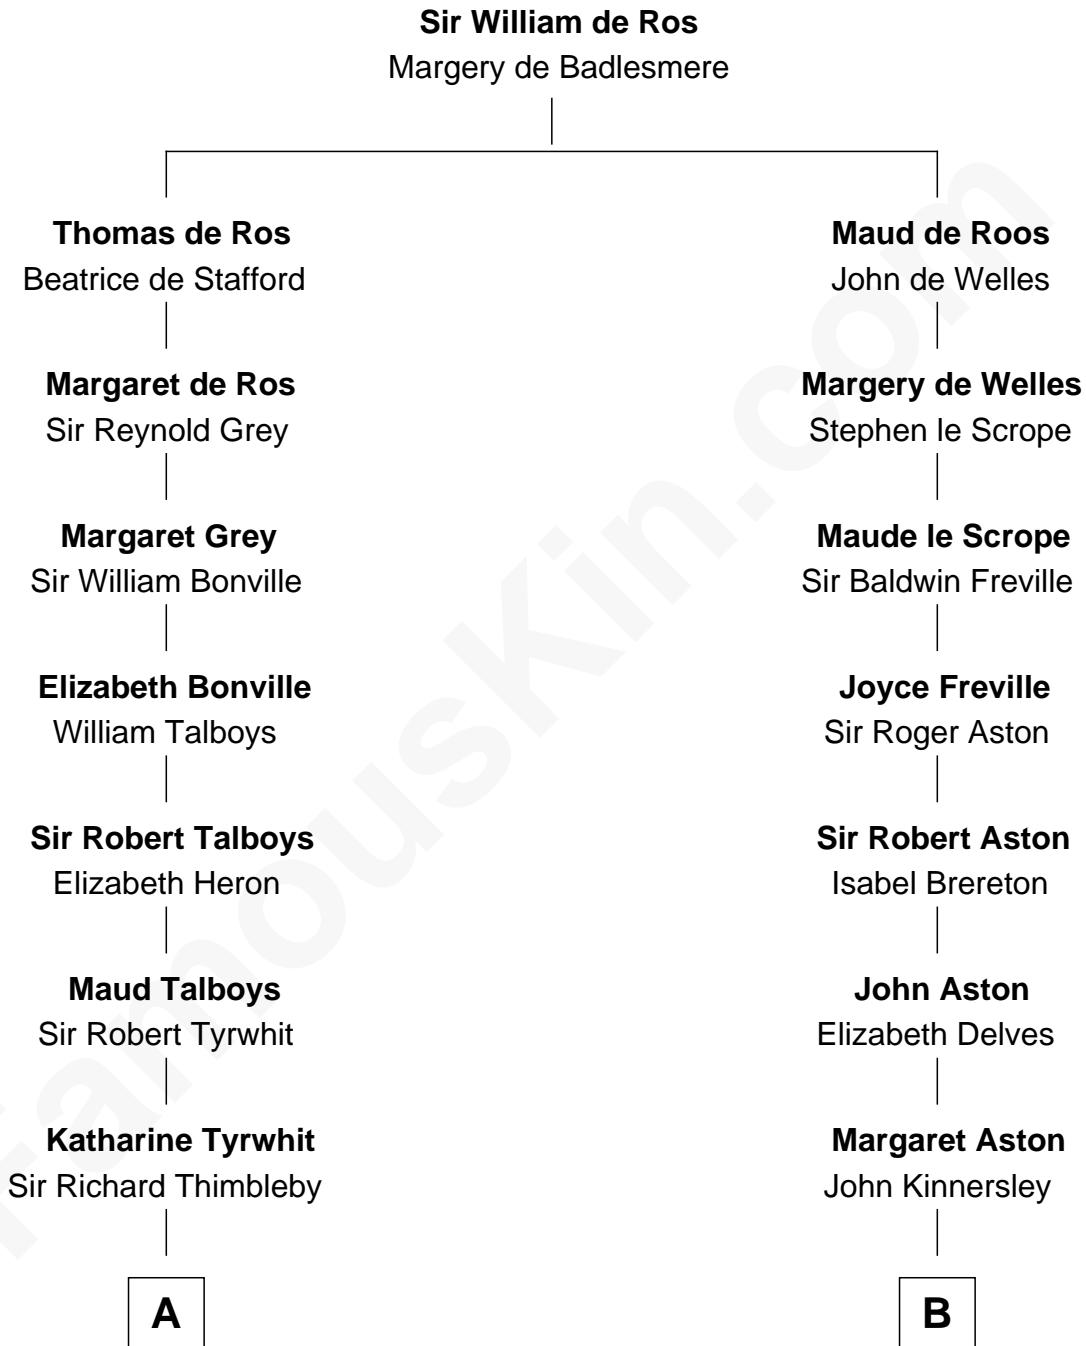 Sir William de Ros
Margery de Badlesmere
Thomas de Ros
Beatrice de Stafford
Margaret de Ros
Sir Reynold Grey
Margaret Grey
Sir William Bonville
Elizabeth Bonville
William Talboys
Sir Robert Talboys
Elizabeth Heron
Maud Talboys
Sir Robert Tyrwhit
Katharine Tyrwhit
Sir Richard Thimbleby
A
Maud de Roos
John de Welles
Margery de Welles
Stephen le Scrope
Maude le Scrope
Sir Baldwin Freville
Joyce Freville
Sir Roger Aston
Sir Robert Aston
Isabel Brereton
John Aston
Elizabeth Delves
Margaret Aston
John Kinnersley
B
FamousKin.com